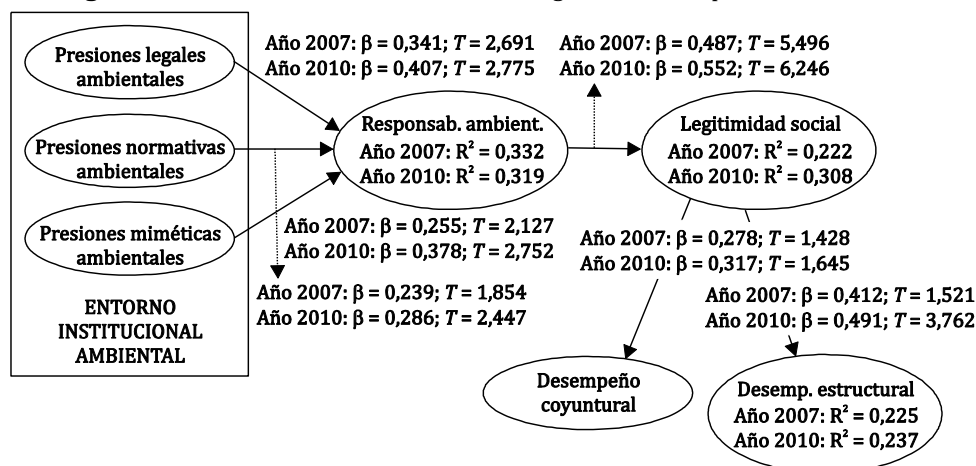 Presiones legales
ambientales
Presiones normativas
ambientales
Presiones miméticas
ambientales
ENTORNO
INSTITUCIONAL
AMBIENTAL
Año 2007: β = 0,341; T = 2,691
Año 2010: β = 0,407; T = 2,775
Responsab. ambient.
Año 2007: R² = 0,332
Año 2010: R² = 0,319
Año 2007: β = 0,255; T = 2,127
Año 2010: β = 0,378; T = 2,752
Año 2007: β = 0,239; T = 1,854
Año 2010: β = 0,286; T = 2,447
Año 2007: β = 0,487; T = 5,496
Año 2010: β = 0,552; T = 6,246
Legitimidad social
Año 2007: R² = 0,222
Año 2010: R² = 0,308
Año 2007: β = 0,278; T = 1,428
Año 2010: β = 0,317; T = 1,645
Año 2007: β = 0,412; T = 1,521
Año 2010: β = 0,491; T = 3,762
Desempeño
coyuntural
Desemp. estructural
Año 2007: R² = 0,225
Año 2010: R² = 0,237